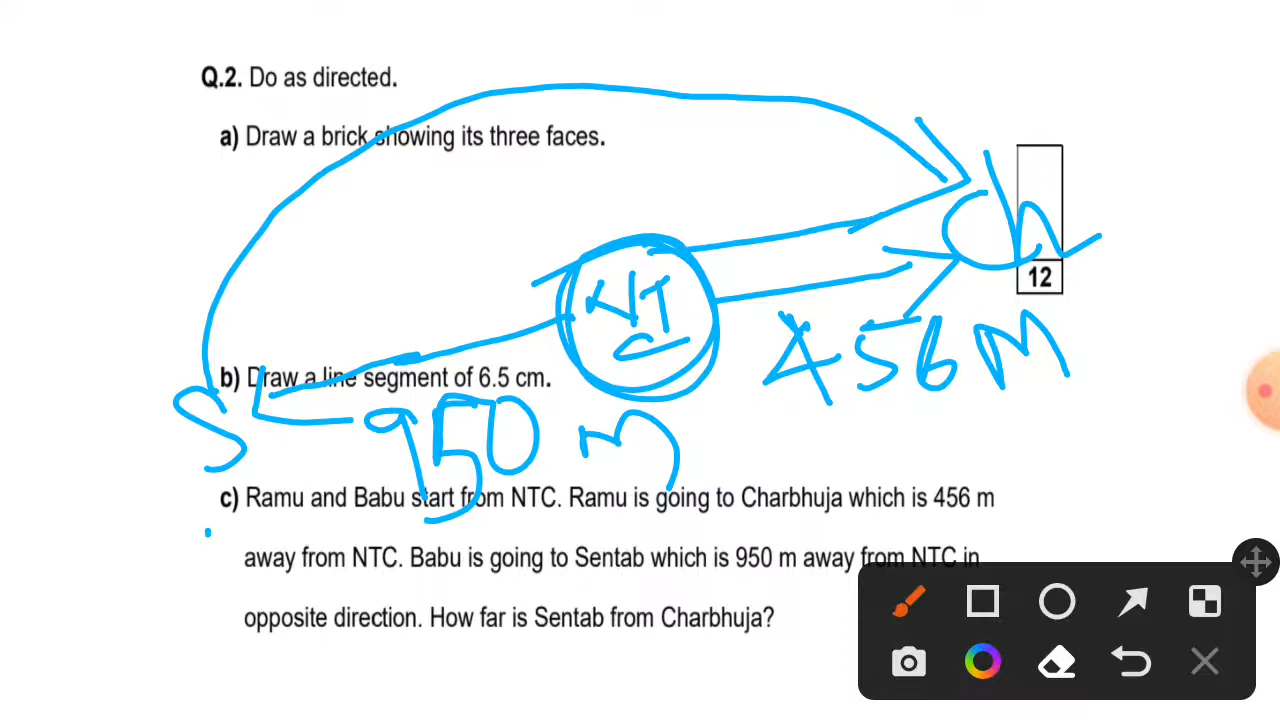 Q.2. Do as directed.
a) Draw a brick showing its three faces.
Ch
12
NT
C
456 M
b) Draw a line segment of 6.5 cm.
S
950 m
c) Ramu and Babu start from NTC. Ramu is going to Charbhuja which is 456 m
away from NTC. Babu is going to Sentab which is 950 m away from NTC in
opposite direction. How far is Sentab from Charbhuja?